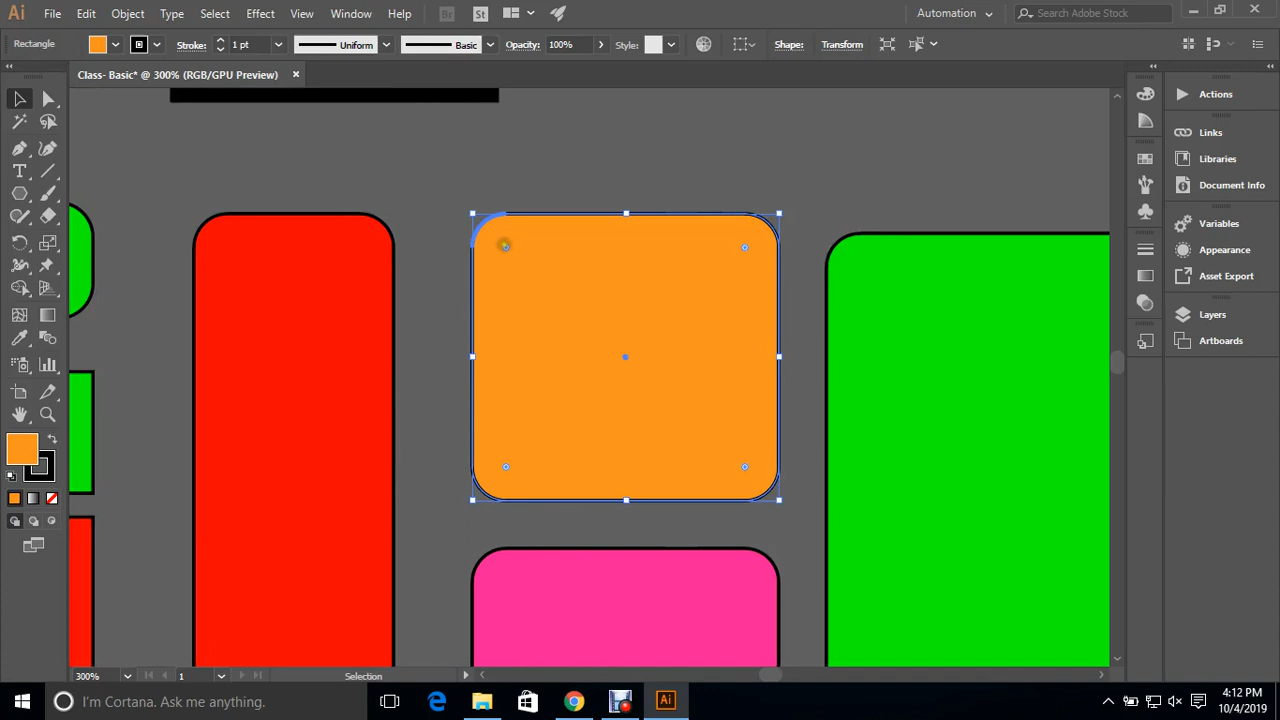 Ai File Edit Object Type Select Effect View Window Help Br St Automation Search Adobe Stock
Rectangle Stroke: 1 pt Uniform Basic Opacity: 100% Style: Shape: Transform
Class- Basic* @ 300% (RGB/GPU Preview)
Actions
Links
Libraries
Document Info
Variables
Appearance
Asset Export
Layers
Artboards
300% 1 Selection
I'm Cortana. Ask me anything. Ai 4:12 PM
10/4/2019